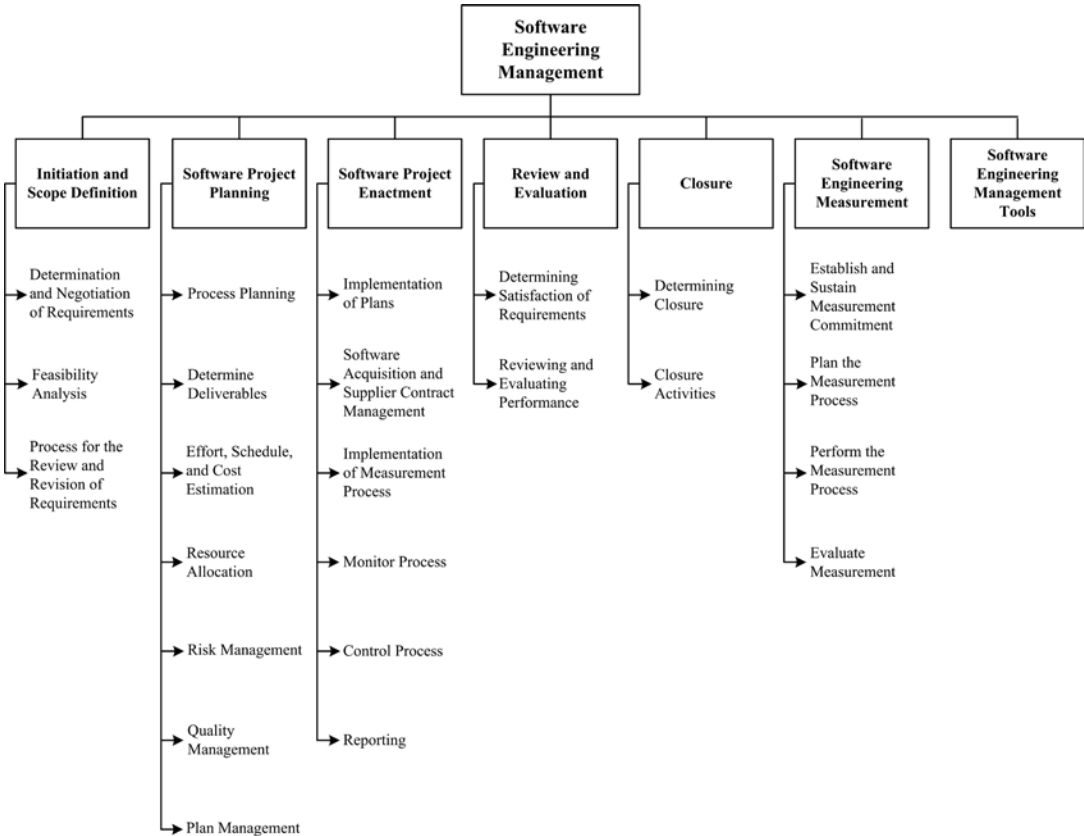 Software
Engineering
Management
Initiation and
Scope Definition
Determination
and Negotiation
of Requirements
Feasibility
Analysis
Process for the
Review and
Revision of
Requirements
Software Project
Planning
Process Planning
Determine
Deliverables
Effort, Schedule,
and Cost
Estimation
Resource
Allocation
Risk Management
Quality
Management
Plan Management
Software Project
Enactment
Implementation
of Plans
Software
Acquisition and
Supplier Contract
Management
Implementation
of Measurement
Process
Monitor Process
Control Process
Reporting
Review and
Evaluation
Determining
Satisfaction of
Requirements
Reviewing and
Evaluating
Performance
Closure
Determining
Closure
Closure
Activities
Software
Engineering
Measurement
Establish and
Sustain
Measurement
Commitment
Plan the
Measurement
Process
Perform the
Measurement
Process
Evaluate
Measurement
Software
Engineering
Management
Tools